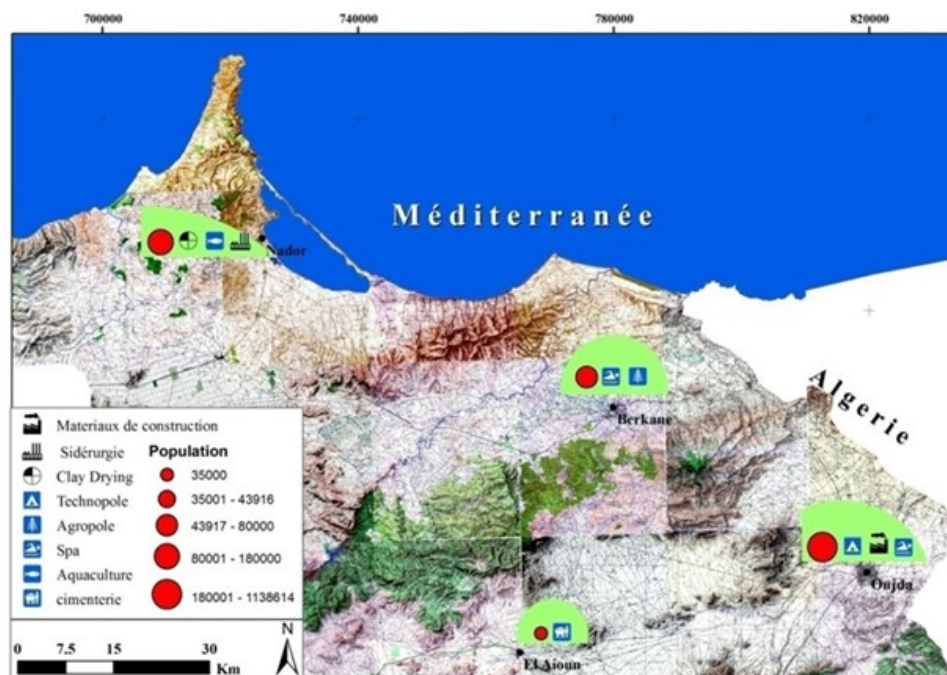 700000 740000 780000 820000
Méditerranée
Nador
Algerie
Berkane
Oujda
El Aioun
Materiaux de construction
Sidérurgie
Clay Drying
Technopole
Agropole
Spa
Aquaculture
cimenterie
Population
35000
35001 - 43916
43917 - 80000
80001 - 180000
180001 - 1138614
0 7.5 15 30
Km
N